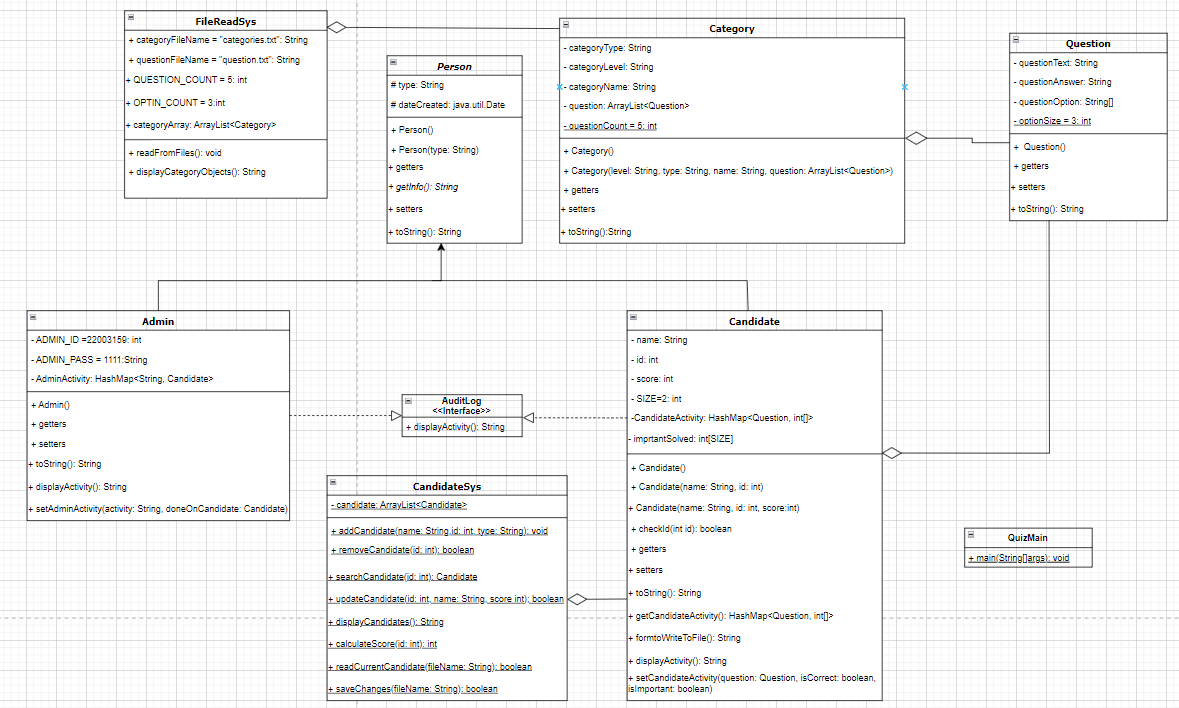 FileReadSys
+ categoryFileName = "categories.txt": String
+ questionFileName = "question.txt": String
+ QUESTION_COUNT = 5: int
+ OPTIN_COUNT = 3:int
+ categoryArray: ArrayList<Category>
+ readFromFiles(): void
+ displayCategoryObjects(): String
Person
# type: String
# dateCreated: java.util.Date
+ Person()
+ Person(type: String)
+ getters
+ getInfo(): String
+ setters
+ toString(): String
Category
- categoryType: String
- categoryLevel: String
- categoryName: String
- question: ArrayList<Question>
- questionCount = 5: int
+ Category()
+ Category(level: String, type: String, name: String, question: ArrayList<Question>)
+ getters
+ setters
+ toString():String
Question
- questionText: String
- questionAnswer: String
- questionOption: String[]
- optionSize = 3: int
+ Question()
+ getters
+ setters
+ toString(): String
Admin
- ADMIN_ID =22003159: int
- ADMIN_PASS = 1111:String
- AdminActivity: HashMap<String, Candidate>
+ Admin()
+ getters
+ setters
+ toString(): String
+ displayActivity(): String
+ setAdminActivity(activity: String, doneOnCandidate: Candidate)
AuditLog
<<Interface>>
+ displayActivity(): String
Candidate
- name: String
- id: int
- score: int
- SIZE=2: int
-CandidateActivity: HashMap<Question, int[]>
- imprtantSolved: int[SIZE]
+ Candidate()
+ Candidate(name: String, id: int)
+ Candidate(name: String, id: int, score:int)
+ checkId(int id): boolean
+ getters
+ setters
+ toString(): String
+ getCandidateActivity(): HashMap<Question, int[]>
+ formtoWriteToFile(): String
+ displayActivity(): String
+ setCandidateActivity(question: Question, isCorrect: boolean,
isImportant: boolean)
CandidateSys
- candidate: ArrayList<Candidate>
+ addCandidate(name: String,id: int, type: String): void
+ removeCandidate(id: int): boolean
+ searchCandidate(id: int): Candidate
+ updateCandidate(id: int, name: String, score int): boolean
+ displayCandidates(): String
+ calculateScore(id: int): int
+ readCurrentCandidate(fileName: String): boolean
+ saveChanges(fileName: String): boolean
QuizMain
+ main(String[]args): void